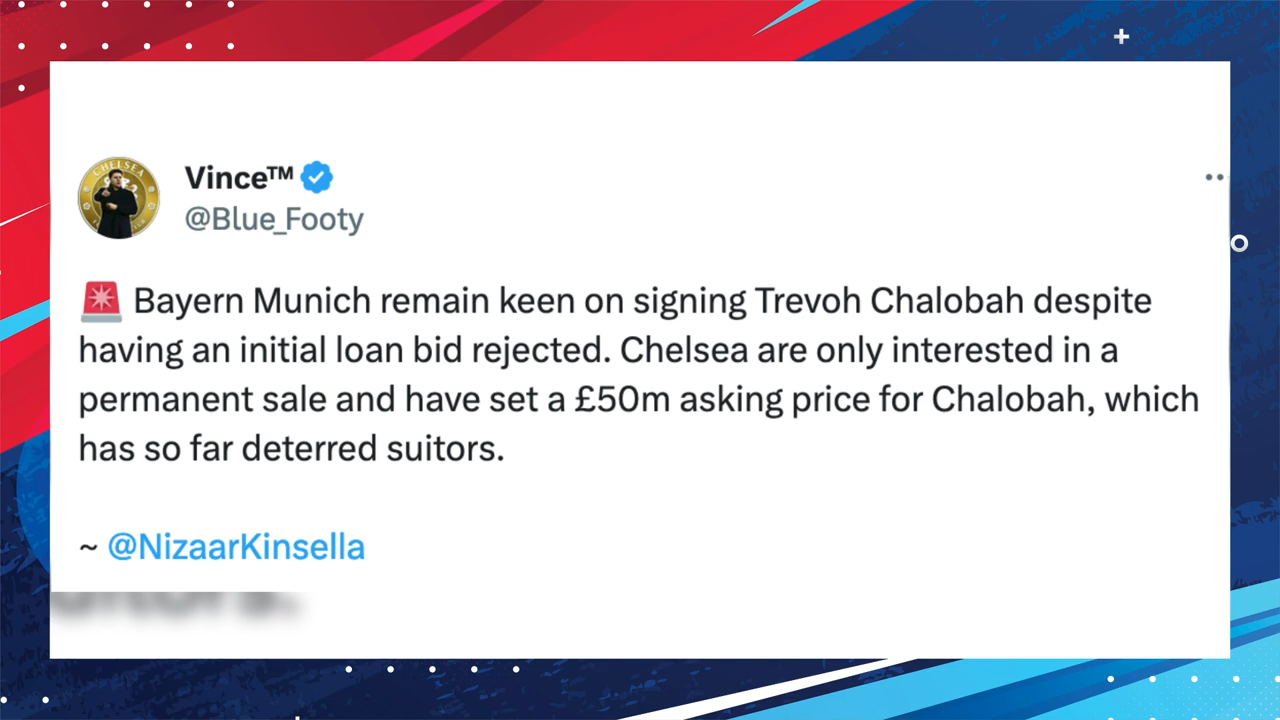 CHELSEA
Vince™
@Blue_Footy
🚨 Bayern Munich remain keen on signing Trevoh Chalobah despite
having an initial loan bid rejected. Chelsea are only interested in a
permanent sale and have set a £50m asking price for Chalobah, which
has so far deterred suitors.
~ @NizaarKinsella